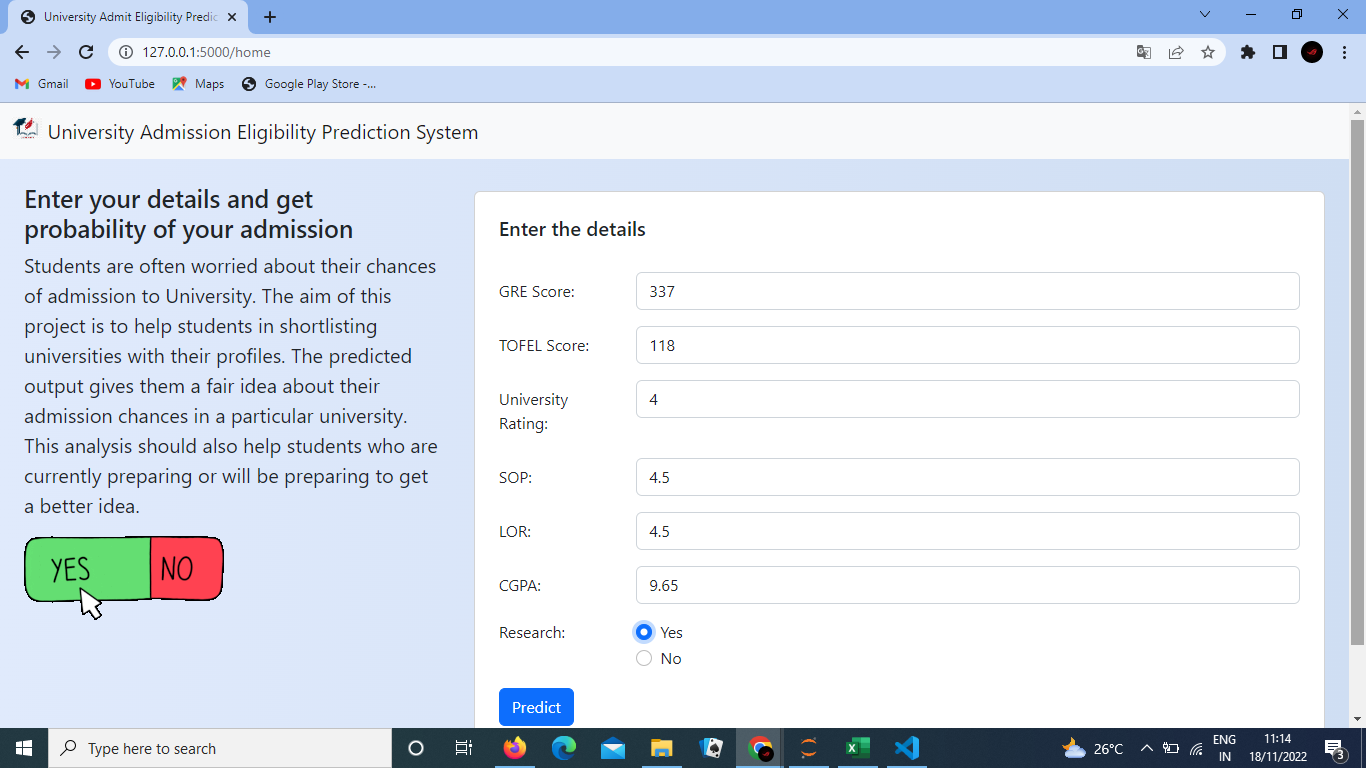 University Admit Eligibility Predic
127.0.0.1:5000/home
Gmail YouTube Maps Google Play Store -...
University Admission Eligibility Prediction System
Enter your details and get
probability of your admission
Students are often worried about their chances
of admission to University. The aim of this
project is to help students in shortlisting
universities with their profiles. The predicted
output gives them a fair idea about their
admission chances in a particular university.
This analysis should also help students who are
currently preparing or will be preparing to get
a better idea.
YES NO
Enter the details
GRE Score: 337
TOFEL Score: 118
University 4
Rating:
SOP: 4.5
LOR: 4.5
CGPA: 9.65
Research: Yes
No
Predict
Type here to search
26°C
ENG
IN
11:14
18/11/2022
3